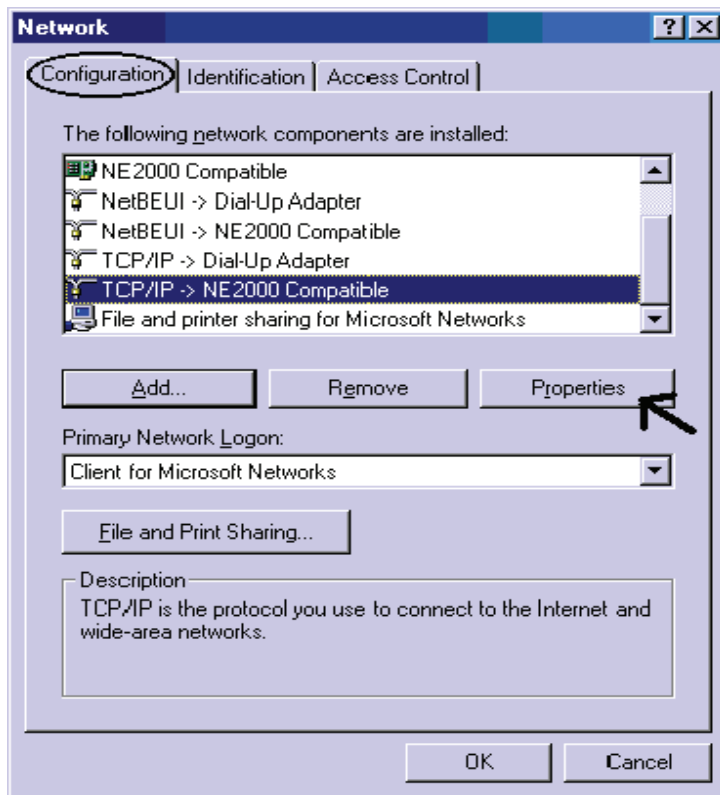 Network
Configuration Identification Access Control
The following network components are installed:
NE2000 Compatible
NetBEUI -> Dial-Up Adapter
NetBEUI -> NE2000 Compatible
TCP/IP -> Dial-Up Adapter
TCP/IP -> NE2000 Compatible
File and printer sharing for Microsoft Networks
Add... Remove Properties
Primary Network Logon:
Client for Microsoft Networks
File and Print Sharing...
Description
TCP/IP is the protocol you use to connect to the Internet and
wide-area networks.
OK Cancel